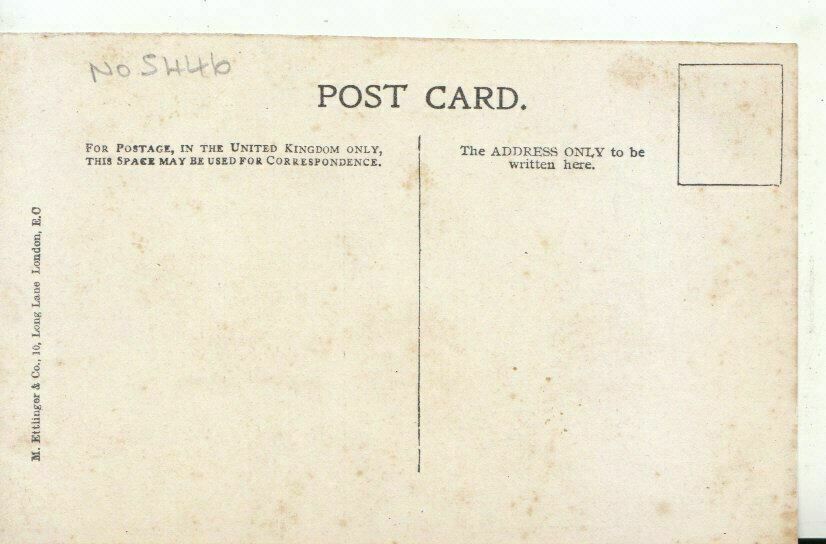 No 5446
POST CARD.
FOR POSTAGE, IN THE UNITED KINGDOM ONLY,
THIS SPACE MAY BE USED FOR CORRESPONDENCE.
The ADDRESS ONLY to be
written here.
M. Ettlinger & Co., 10, Long Lane London, E.C